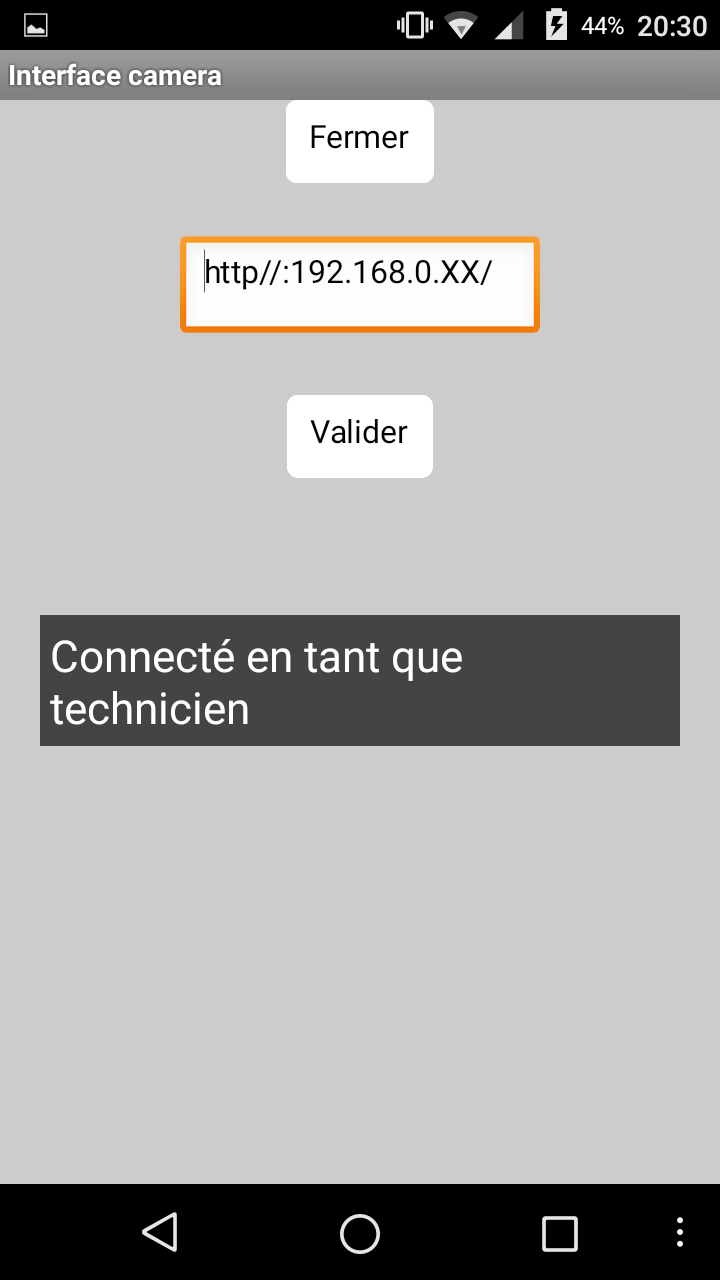 44% 20:30
Interface camera
Fermer
http//:192.168.0.XX/
Valider
Connecté en tant que
technicien